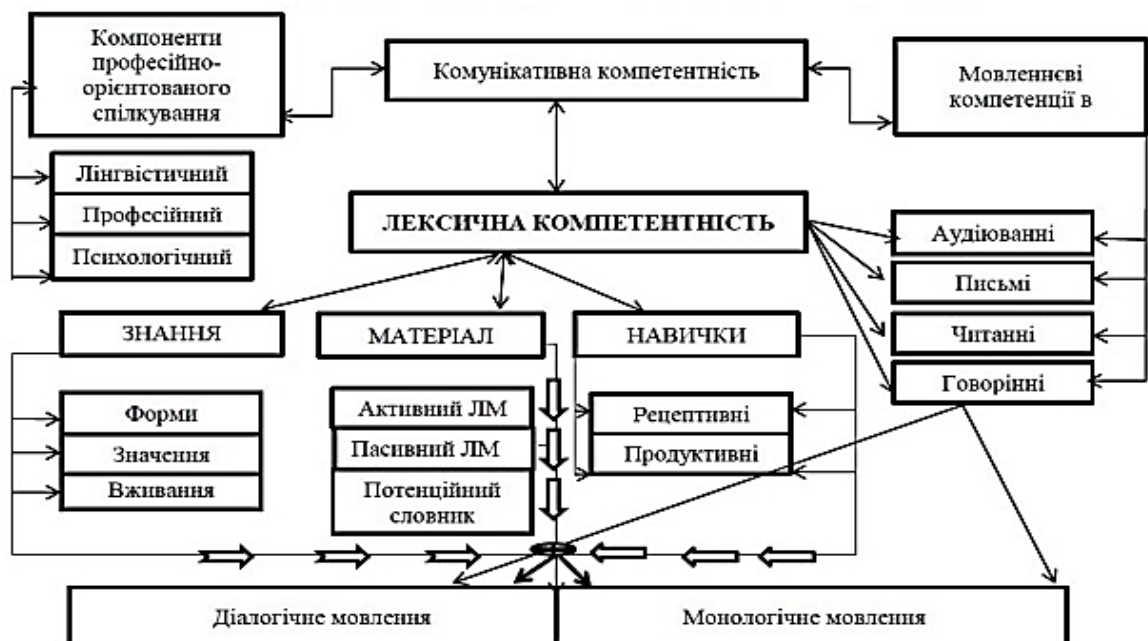 Компоненти
професійно-
орієнтованого
спілкування
Комунікативна компетентність
Мовленнєві
компетенції в
Лінгвістичний
Професійний
Психологічний
ЛЕКСИЧНА КОМПЕТЕНТНІСТЬ
Аудіюванні
Письмі
Читанні
Говорінні
ЗНАННЯ
МАТЕРІАЛ
НАВИЧКИ
Форми
Значення
Вживання
Активний ЛМ
Пасивний ЛМ
Потенційний
словник
Рецептивні
Продуктивні
Діалогічне мовлення
Монологічне мовлення